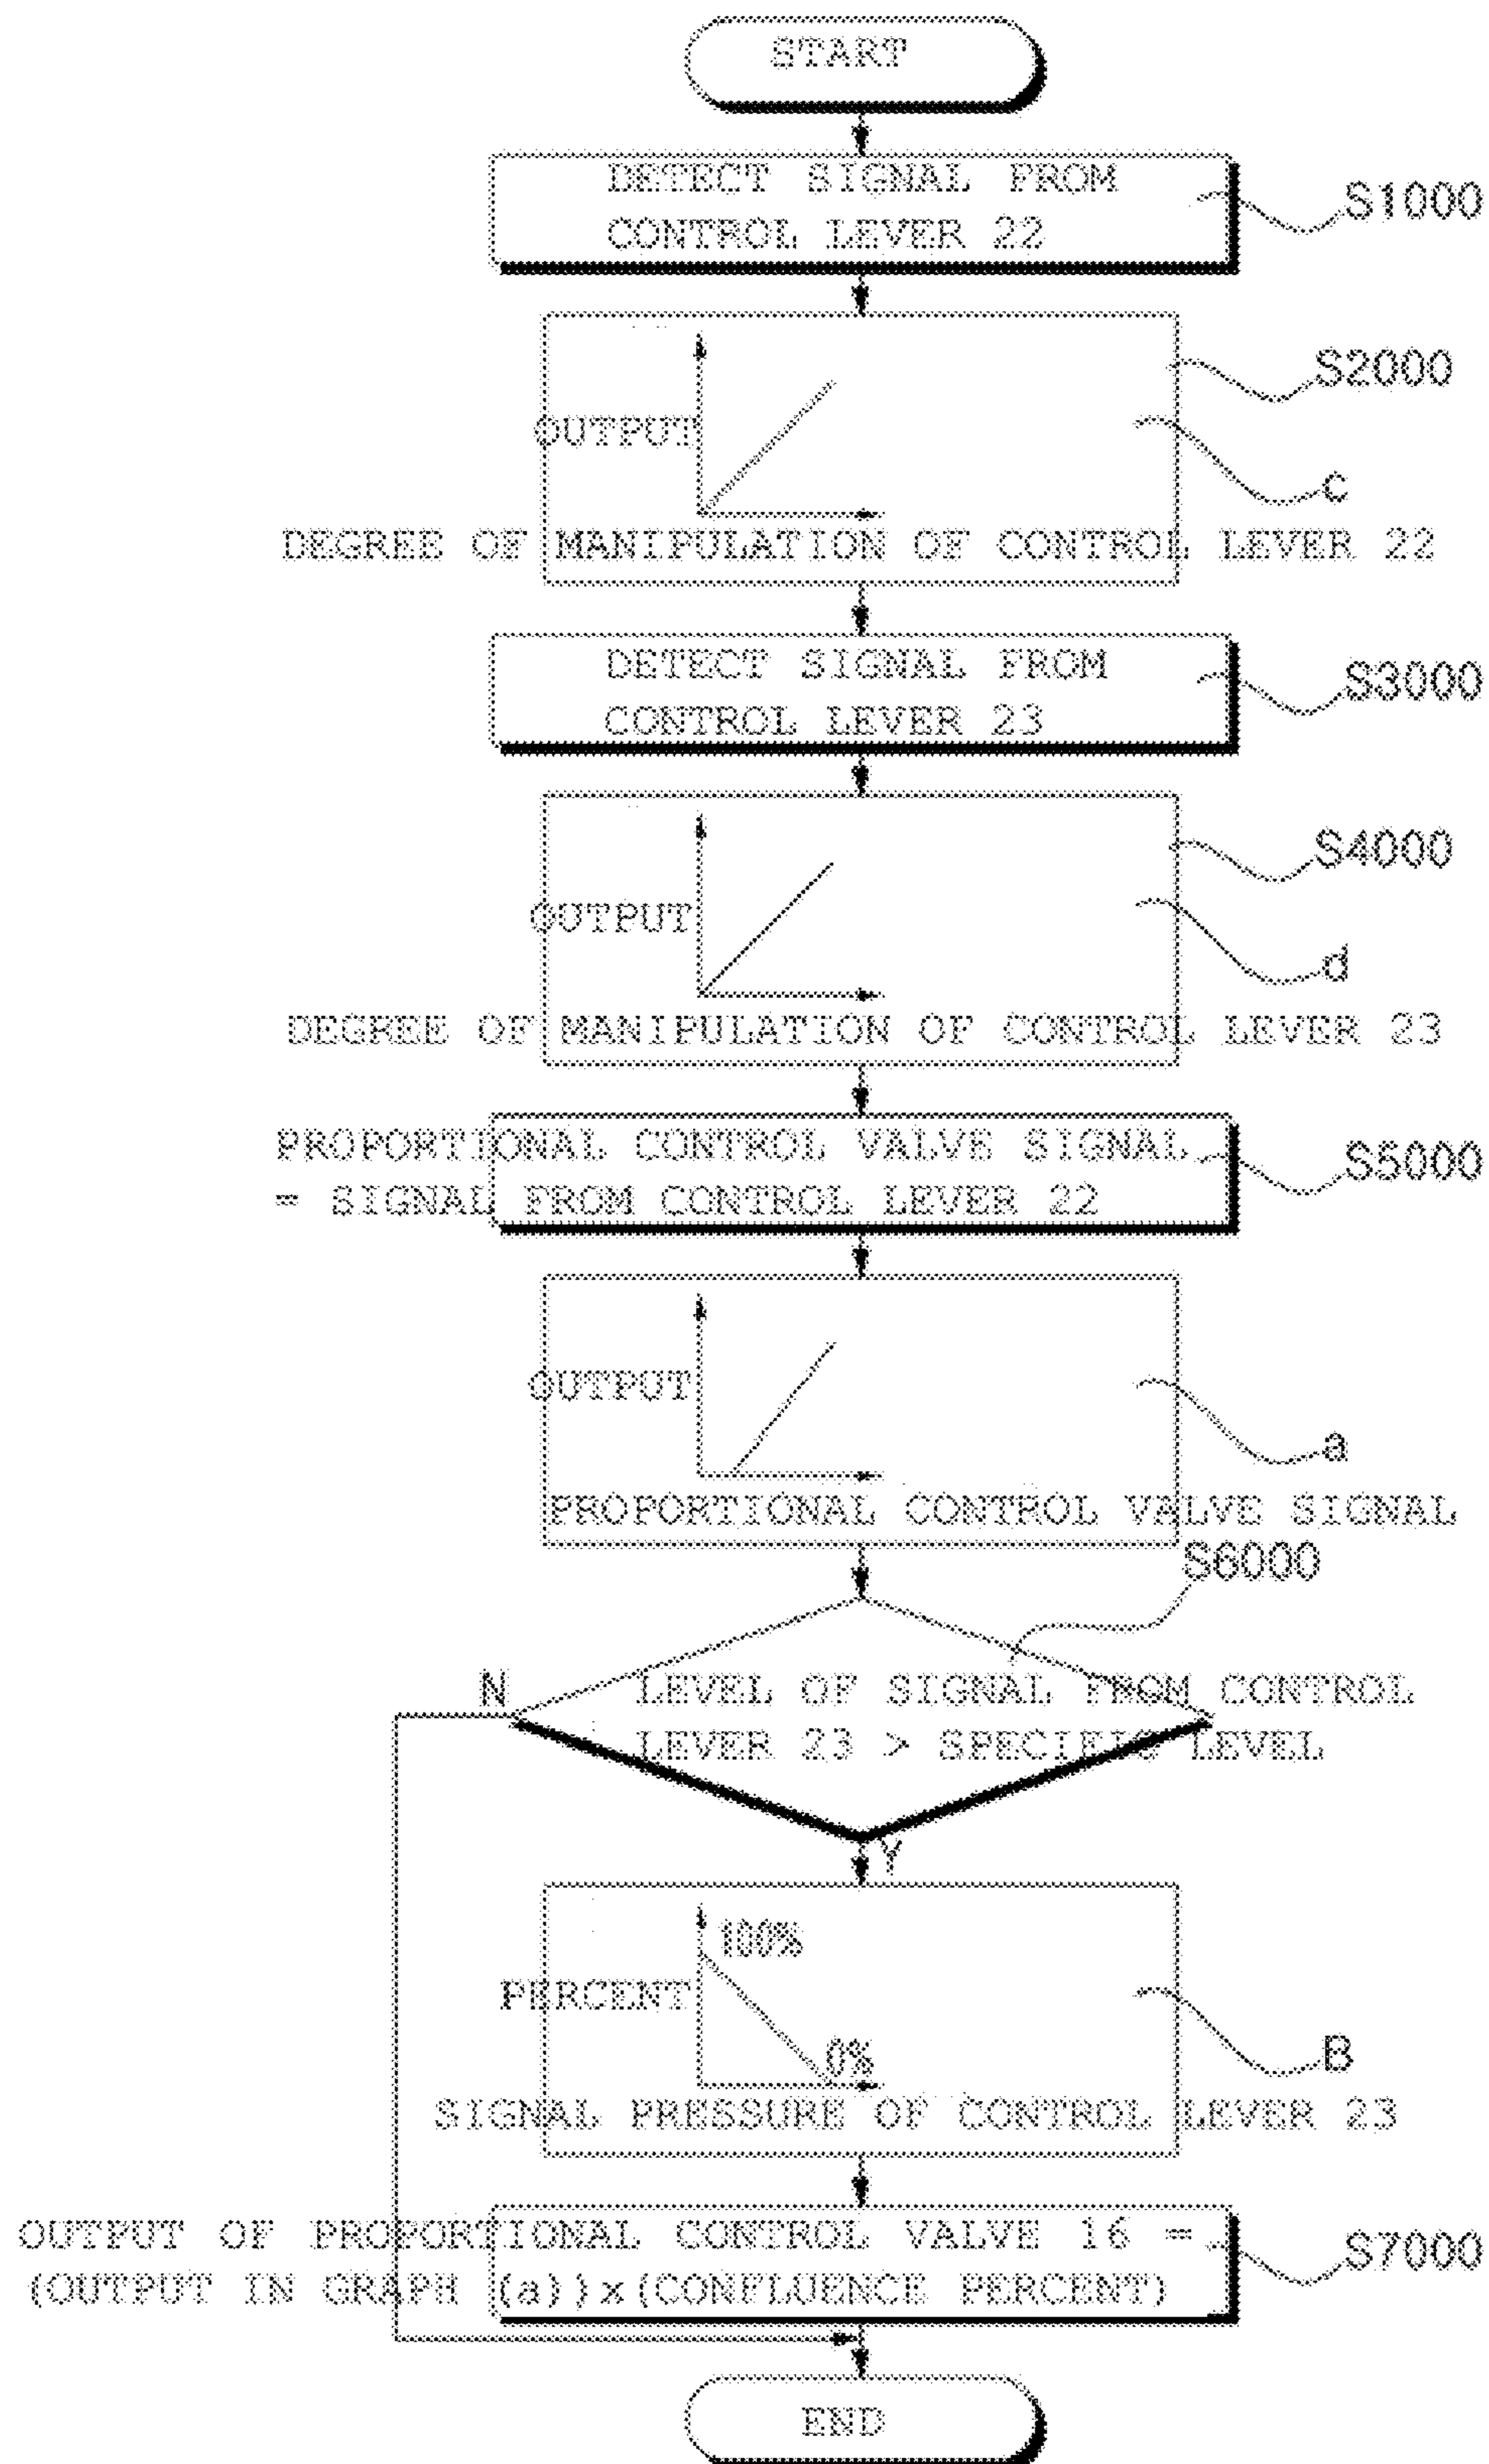 START
DETECT SIGNAL FROM
CONTROL LEVER 22
S1000
S2000
OUTPUT
c
DEGREE OF MANIPULATION OF CONTROL LEVER 22
DETECT SIGNAL FROM
CONTROL LEVER 23
S3000
S4000
OUTPUT
d
DEGREE OF MANIPULATION OF CONTROL LEVER 23
PROPORTIONAL CONTROL VALVE SIGNAL
= SIGNAL FROM CONTROL LEVER 22
S5000
OUTPUT
a
PROPORTIONAL CONTROL VALVE SIGNAL
S6000
N
LEVEL OF SIGNAL FROM CONTROL
LEVER 23 > SPECIFIC LEVEL
Y
100%
PERCENT
0%
B
SIGNAL PRESSURE OF CONTROL LEVER 23
OUTPUT OF PROPORTIONAL CONTROL VALVE 16 =
(OUTPUT IN GRAPH (a))x(CONFLUENCE PERCENT)
S7000
END